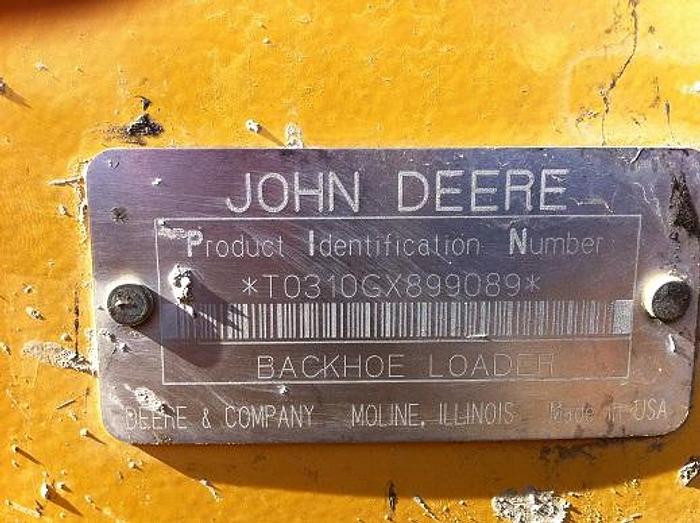 JOHN DEERE
Product Identification Number
*T0310GX899089*
BACKHOE LOADER
DEERE & COMPANY MOLINE, ILLINOIS Made in USA